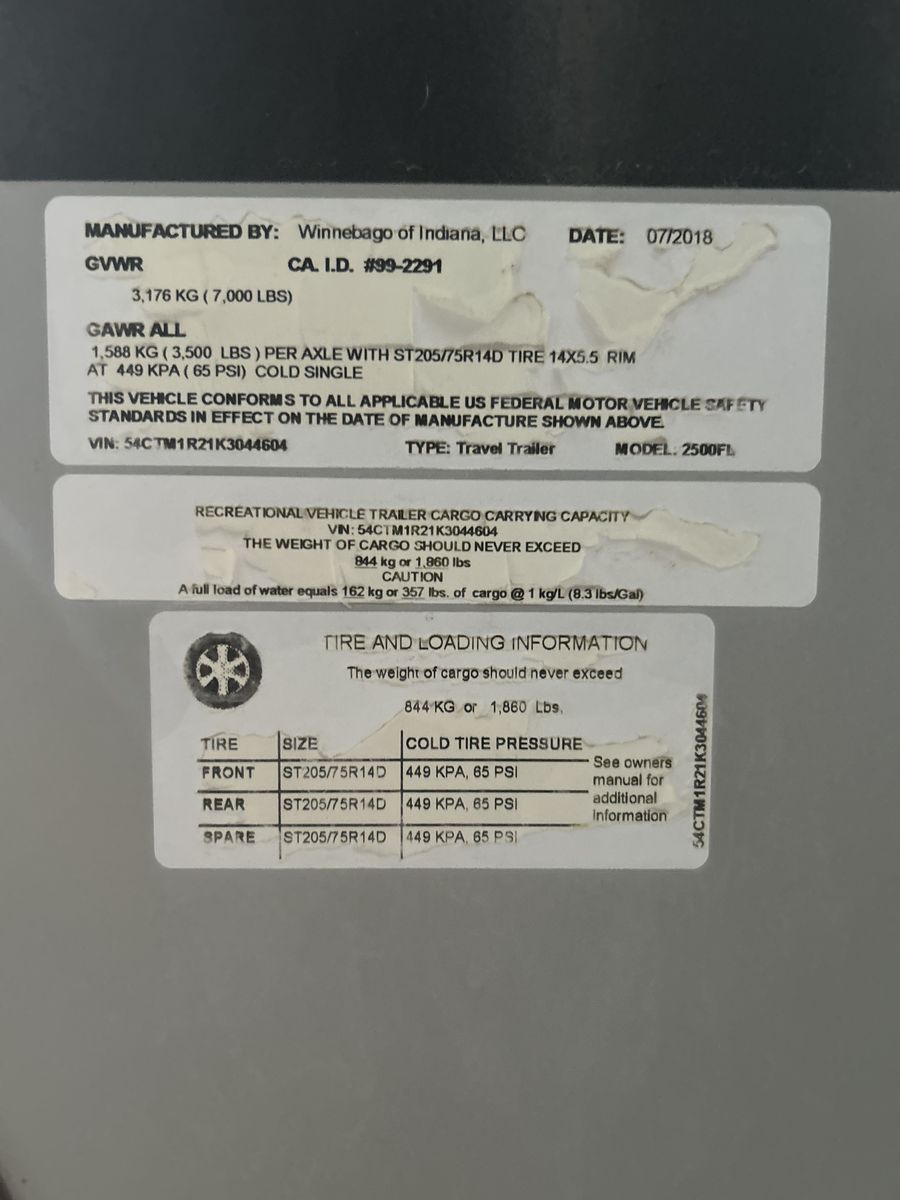 MANUFACTURED BY: Winnebago of Indiana, LLC DATE: 07/2018
GVWR CA. I.D. #99-2291
3,176 KG ( 7,000 LBS)
GAWR ALL
1,588 KG ( 3,500 LBS ) PER AXLE WITH ST205/75R14D TIRE 14X5.5 RIM
AT 449 KPA ( 65 PSI) COLD SINGLE
THIS VEHICLE CONFORMS TO ALL APPLICABLE US FEDERAL MOTOR VEHICLE SAFETY
STANDARDS IN EFFECT ON THE DATE OF MANUFACTURE SHOWN ABOVE.
VIN: 54CTM1R21K3044604 TYPE: Travel Trailer MODEL: 2500FL
RECREATIONAL VEHICLE TRAILER CARGO CARRYING CAPACITY
VIN: 54CTM1R21K3044604
THE WEIGHT OF CARGO SHOULD NEVER EXCEED
844 kg or 1,860 lbs
CAUTION
A full load of water equals 162 kg or 357 lbs. of cargo @ 1 kg/L (8.3 lbs/Gal)
TIRE AND LOADING INFORMATION
The weight of cargo should never exceed
844 KG or 1,860 Lbs.
TIRE SIZE COLD TIRE PRESSURE
FRONT ST205/75R14D 449 KPA, 65 PSI
REAR ST205/75R14D 449 KPA, 65 PSI
SPARE ST205/75R14D 449 KPA, 65 PSI
See owners
manual for
additional
information
54CTM1R21K3044604